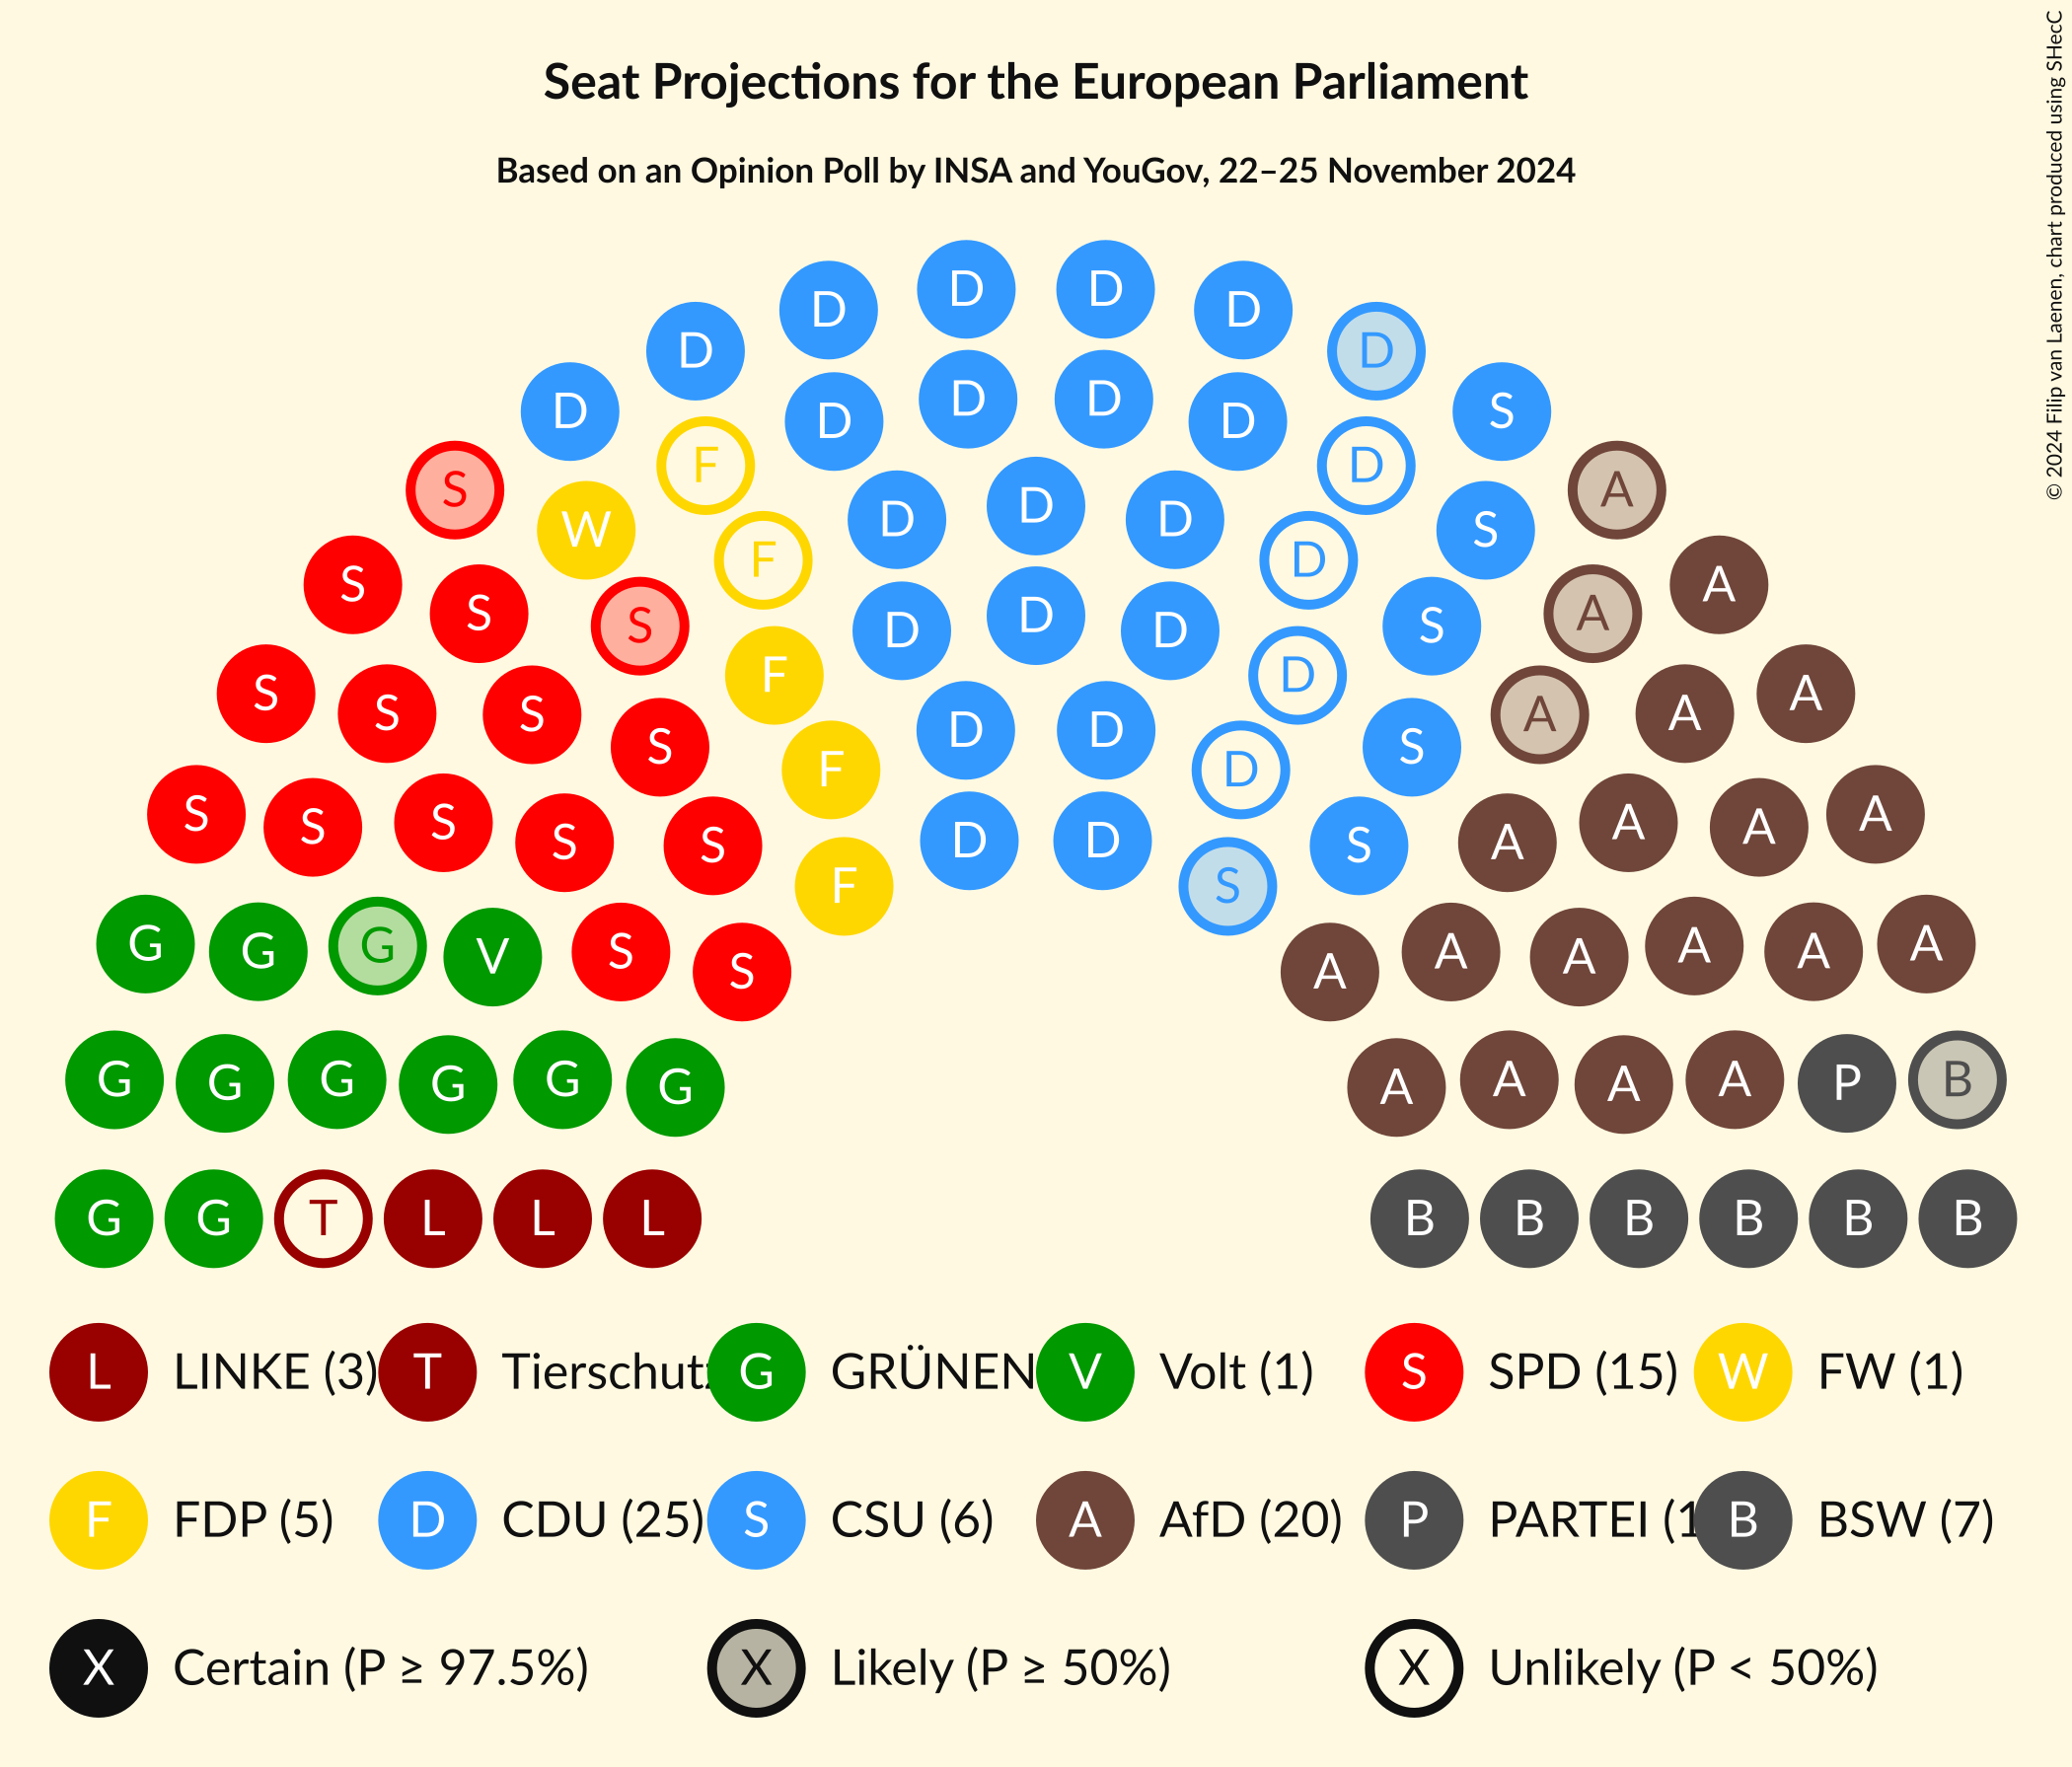 © 2024 Filip van Laenen, chart produced using SHecC
Seat Projections for the European Parliament
Based on an Opinion Poll by INSA and YouGov, 22–25 November 2024
D D D D
D D
D D D D D S
S F D A
W D D D S
S F D A
S S D D D S A
S F D A
S S D D A A
S F D S
S S S S S D D S A A A A
F S
G G G V S S A A A A A A
G G G G G G A A A A P B
G G T L L L B B B B B B
L LINKE (3) T Tierschutz G GRÜNEN V Volt (1) S SPD (15) W FW (1)
F FDP (5) D CDU (25) S CSU (6) A AfD (20) P PARTEI (1 B BSW (7)
X Certain (P ≥ 97.5%) X Likely (P ≥ 50%) X Unlikely (P < 50%)